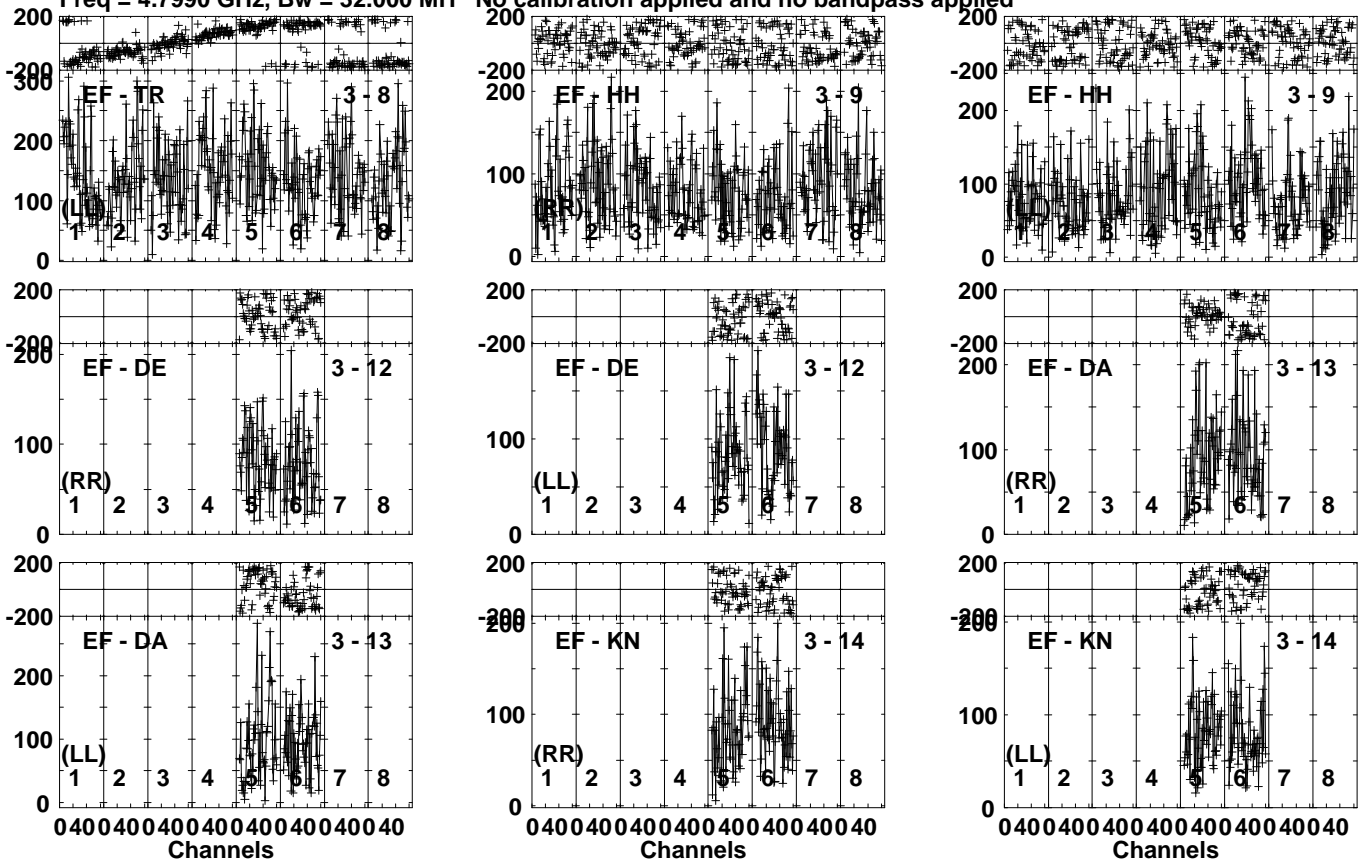 Freq = 4.7990 GHz, Bw = 32.000 MH No calibration applied and no bandpass applied
200 200 200
-200 -200 -200
300
EF - TR 3 - 8 EF - HH 3 - 9 EF - HH 3 - 9
200 200 200
100 100 100
(LL) (RR) (LL)
1 2 3 4 5 6 7 8 1 2 3 4 5 6 7 8 1 2 3 4 5 6 7 8
0 0 0
200 200 200
-200 -200 -200
200 200
EF - DE 3 - 12 EF - DE 3 - 12 EF - DA 3 - 13
100 100 100
(RR) (LL) (RR)
1 2 3 4 5 6 7 8 1 2 3 4 5 6 7 8 1 2 3 4 5 6 7 8
0 0 0
200 200 200
-200 -200 -200
200 200
EF - DA 3 - 13 EF - KN 3 - 14 EF - KN 3 - 14
200
100 100 100
(LL) (RR) (LL)
1 2 3 4 5 6 7 8 1 2 3 4 5 6 7 8 1 2 3 4 5 6 7 8
0 0 0
0 40 0 40 0 40 0 40 0 40 0 40 0 40 0 40 0 40 0 40 0 40 0 40 0 40 0 40 0 40 0 40 0 40 0 40 0 40 0 40 0 40 0 40 0 40 0 40
Channels Channels Channels